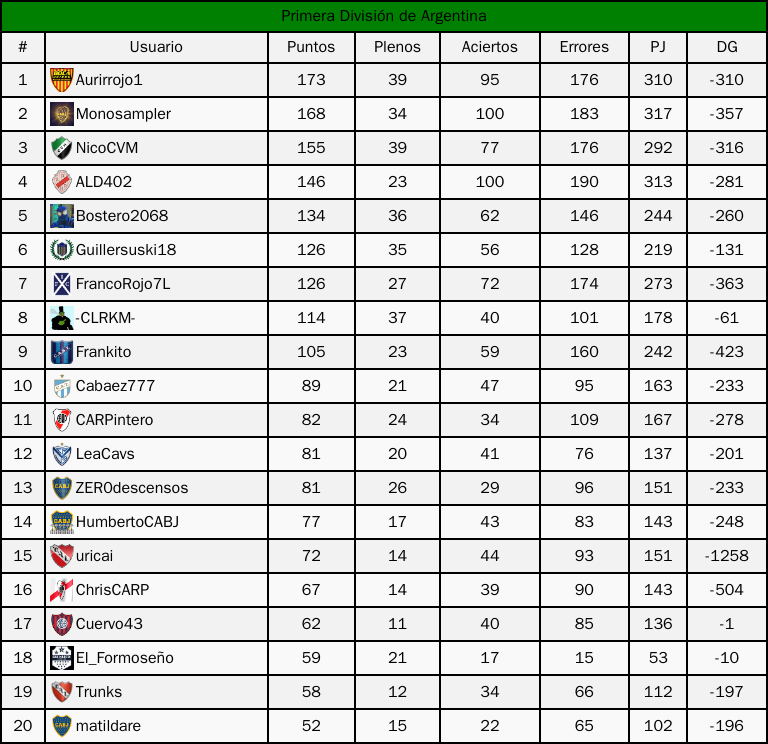 Primera División de Argentina
# Usuario Puntos Plenos Aciertos Errores PJ DG
1 Aurirrojo1 173 39 95 176 310 -310
2 Monosampler 168 34 100 183 317 -357
3 NicoCVM 155 39 77 176 292 -316
4 ALD402 146 23 100 190 313 -281
5 Bostero2068 134 36 62 146 244 -260
6 Guillersuski18 126 35 56 128 219 -131
7 FrancoRojo7L 126 27 72 174 273 -363
8 -CLRKM- 114 37 40 101 178 -61
9 Frankito 105 23 59 160 242 -423
10 Cabaez777 89 21 47 95 163 -233
11 CARPintero 82 24 34 109 167 -278
12 LeaCavs 81 20 41 76 137 -201
13 ZER0descensos 81 26 29 96 151 -233
14 HumbertoCABJ 77 17 43 83 143 -248
15 uricai 72 14 44 93 151 -1258
16 ChrisCARP 67 14 39 90 143 -504
17 Cuervo43 62 11 40 85 136 -1
18 El_Formoseño 59 21 17 15 53 -10
19 Trunks 58 12 34 66 112 -197
20 matildare 52 15 22 65 102 -196